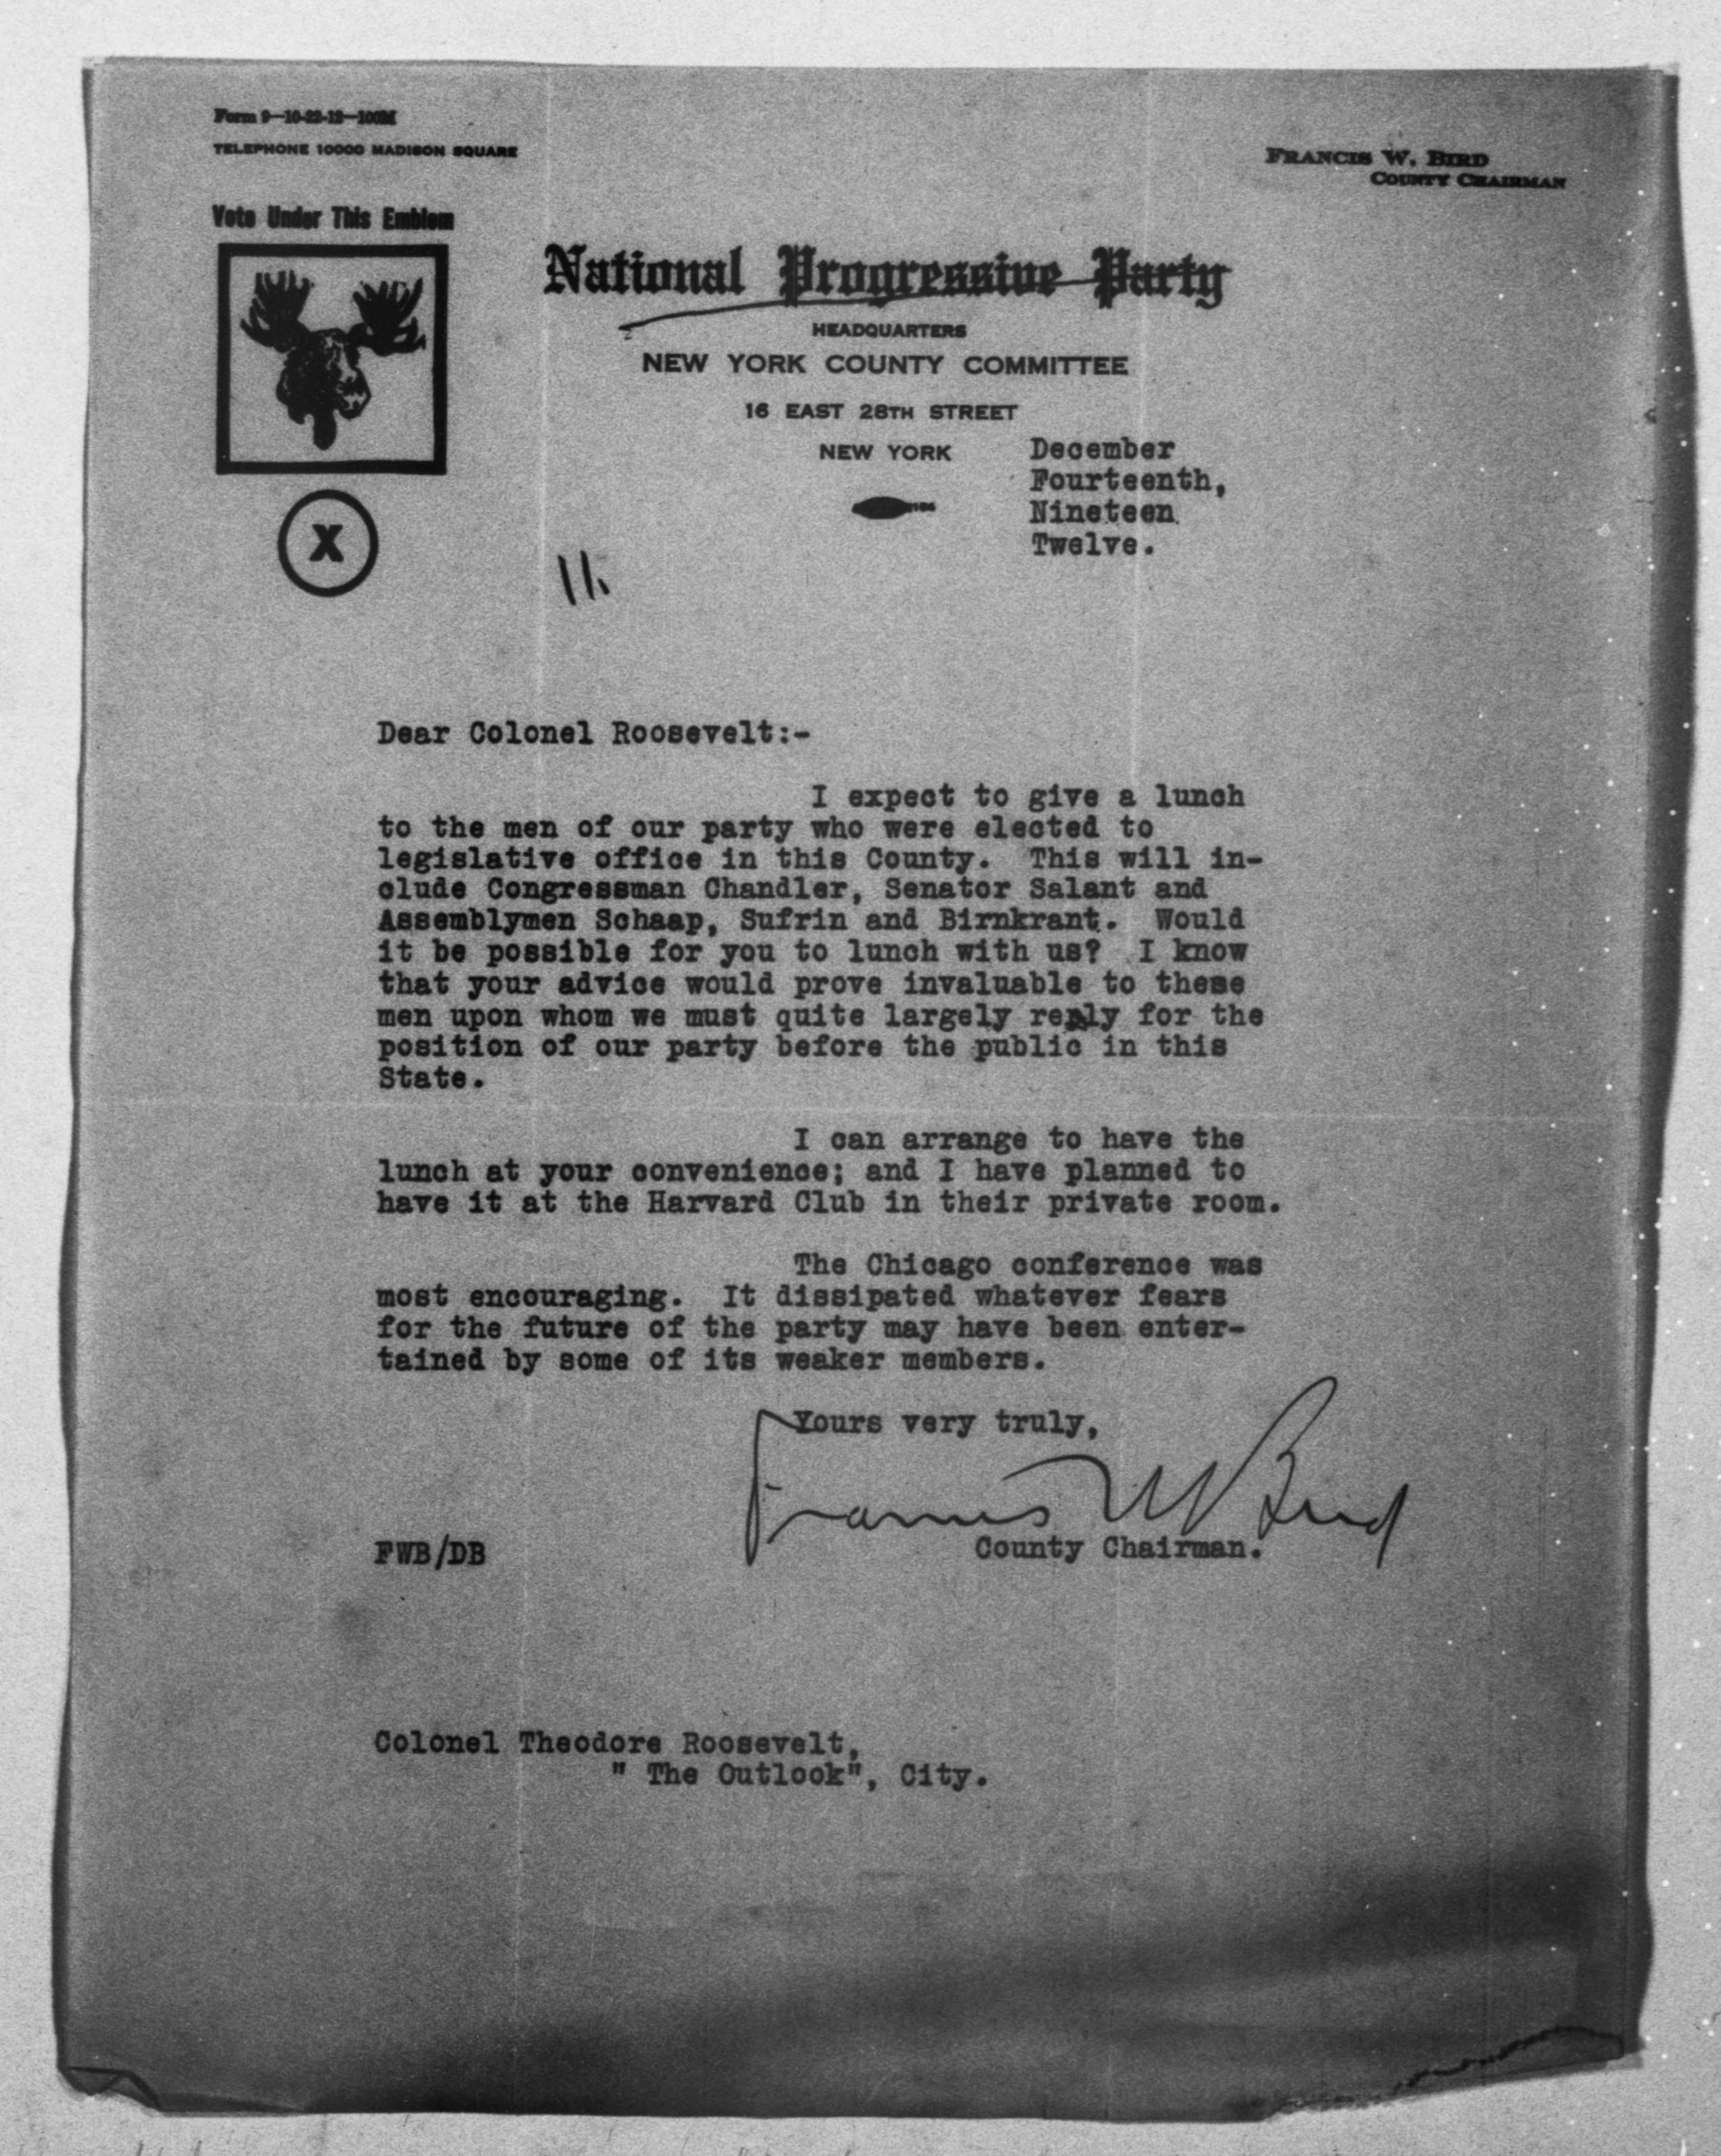 Form 9—10-22-12—100M
TELEPHONE 10000 MADISON SQUARE
FRANCIS W. BIRD
COUNTY CHAIRMAN
Vote Under This Emblem
National Progressive Party
HEADQUARTERS
NEW YORK COUNTY COMMITTEE
16 EAST 28TH STREET
NEW YORK
December
Fourteenth,
Nineteen
Twelve.
X
Dear Colonel Roosevelt:-
I expect to give a lunch
to the men of our party who were elected to
legislative office in this County. This will in-
clude Congressman Chandler, Senator Salant and
Assemblymen Schaap, Sufrin and Birnkrant. Would
it be possible for you to lunch with us? I know
that your advice would prove invaluable to these
men upon whom we must quite largely reply for the
position of our party before the public in this
State.
I can arrange to have the
lunch at your convenience; and I have planned to
have it at the Harvard Club in their private room.
The Chicago conference was
most encouraging. It dissipated whatever fears
for the future of the party may have been enter-
tained by some of its weaker members.
Yours very truly,
Francis W Bird
FWB/DB County Chairman.
Colonel Theodore Roosevelt,
" The Outlook", City.